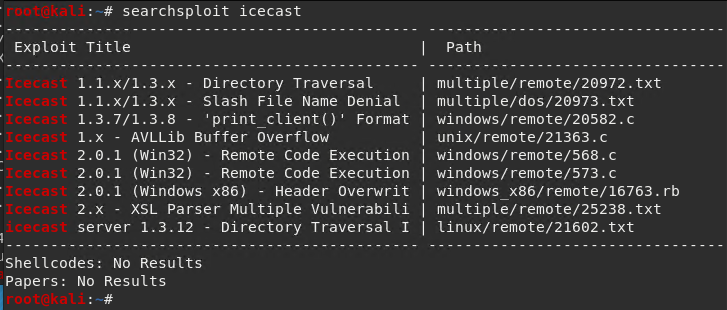 root@kali:~# searchsploit icecast
---------------------------------------------- ---------------------------------
Exploit Title | Path
---------------------------------------------- ---------------------------------
Icecast 1.1.x/1.3.x - Directory Traversal | multiple/remote/20972.txt
Icecast 1.1.x/1.3.x - Slash File Name Denial | multiple/dos/20973.txt
Icecast 1.3.7/1.3.8 - 'print_client()' Format | windows/remote/20582.c
Icecast 1.x - AVLLib Buffer Overflow | unix/remote/21363.c
Icecast 2.0.1 (Win32) - Remote Code Execution | windows/remote/568.c
Icecast 2.0.1 (Win32) - Remote Code Execution | windows/remote/573.c
Icecast 2.0.1 (Windows x86) - Header Overwrit | windows_x86/remote/16763.rb
Icecast 2.x - XSL Parser Multiple Vulnerabili | multiple/remote/25238.txt
icecast server 1.3.12 - Directory Traversal I | linux/remote/21602.txt
---------------------------------------------- ---------------------------------
Shellcodes: No Results
Papers: No Results
root@kali:~#